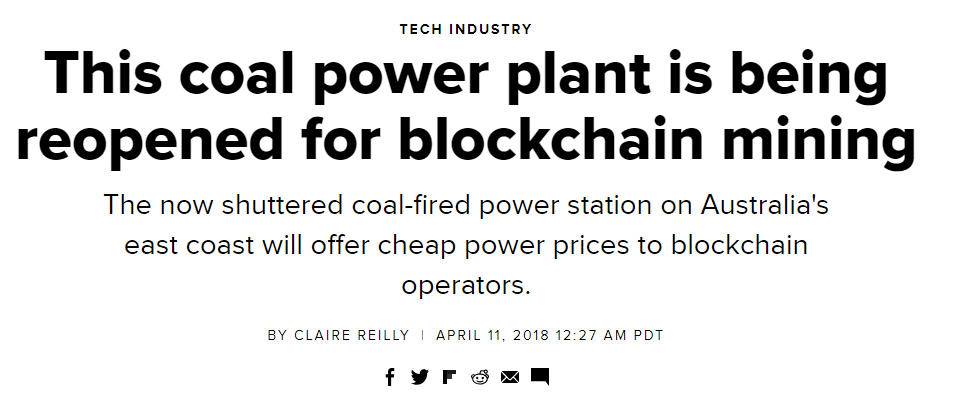 TECH INDUSTRY
This coal power plant is being
reopened for blockchain mining
The now shuttered coal-fired power station on Australia's
east coast will offer cheap power prices to blockchain
operators.
BY CLAIRE REILLY | APRIL 11, 2018 12:27 AM PDT